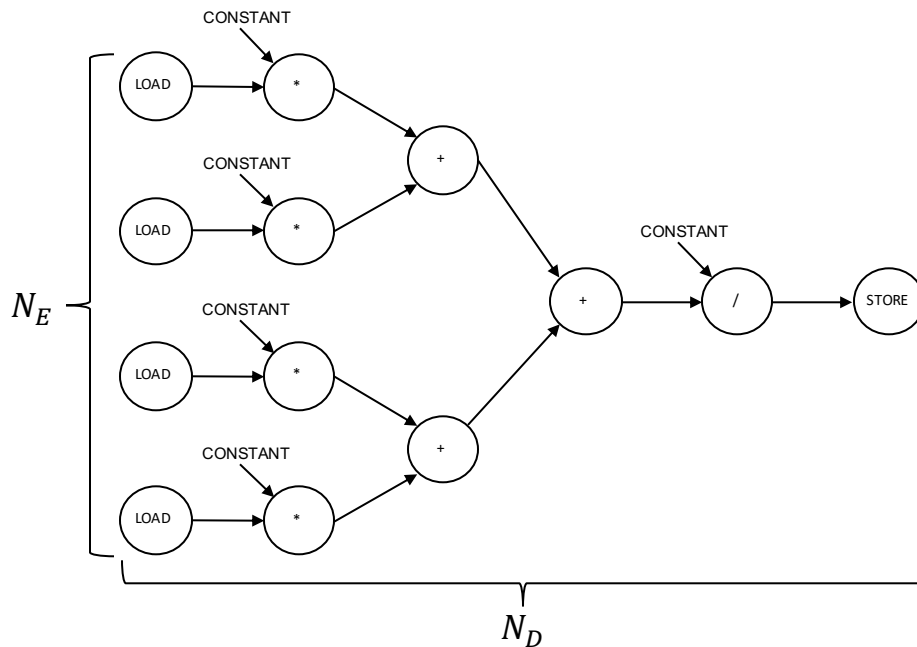 CONSTANT
LOAD
*
+
CONSTANT
LOAD
*
CONSTANT
+
/
STORE
N_E
CONSTANT
LOAD
*
+
CONSTANT
LOAD
*
N_D